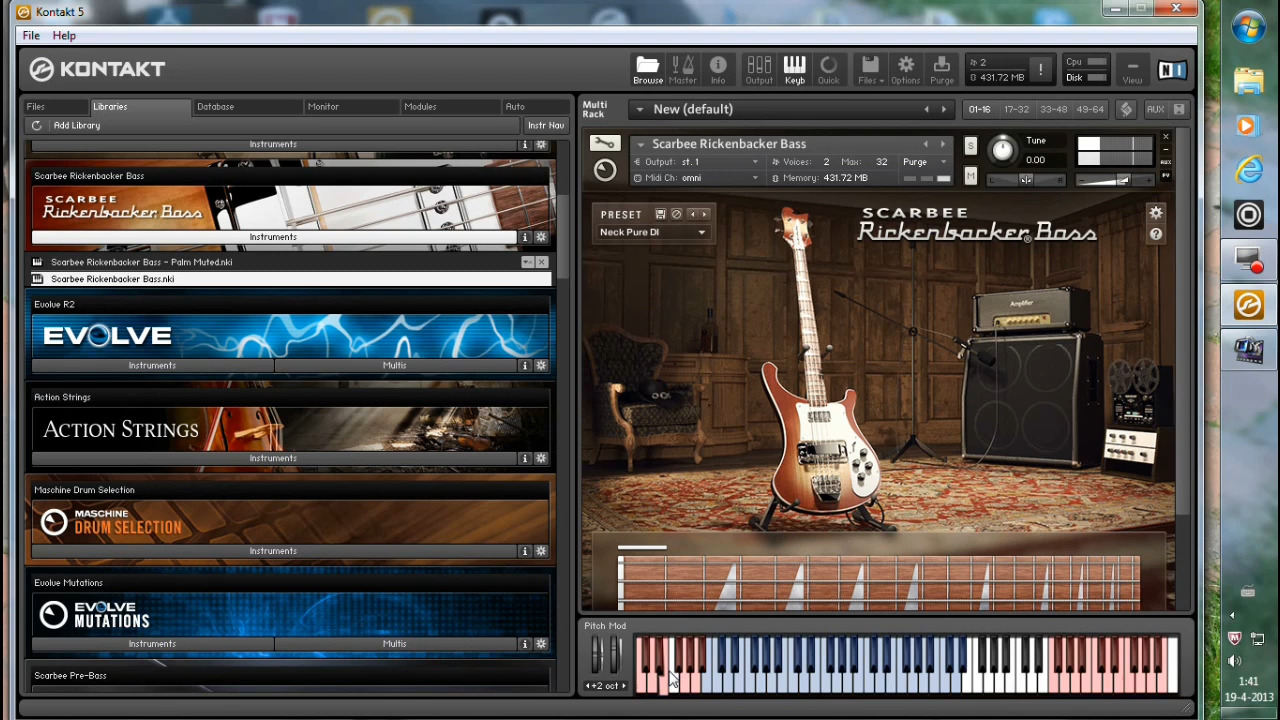 Kontakt 5
File Help
KONTAKT
Browse Master Info Output Keyb Quick Files Options Purge
2
431.72 MB
!
Cpu
Disk
View
Files Libraries Database Monitor Modules Auto
Add Library
Instr Nav
Multi Rack
New (default)
01-16 17-32 33-48 49-64
AUX
Instruments
Scarbee Rickenbacker Bass
SCARBEE
Rickenbacker Bass
Instruments
Scarbee Rickenbacker Bass - Palm Muted.nki
Scarbee Rickenbacker Bass.nki
Evolve R2
EVOLVE
Instruments Multis
Action Strings
ACTION STRINGS
Instruments
Maschine Drum Selection
MASCHINE
DRUM SELECTION
Instruments
Evolve Mutations
EVOLVE
MUTATIONS
Instruments Multis
Scarbee Pre-Bass
Scarbee Rickenbacker Bass
Output: st. 1
Voices: 2 Max: 32 Purge
Midi Ch: omni
Memory: 431.72 MB
S
M
Tune
0.00
L R
AUX
PV
PRESET
Neck Pure DI
SCARBEE
Rickenbacker® Bass
?
Amplifier
Pitch Mod
+2 oct
1:41
19-4-2013